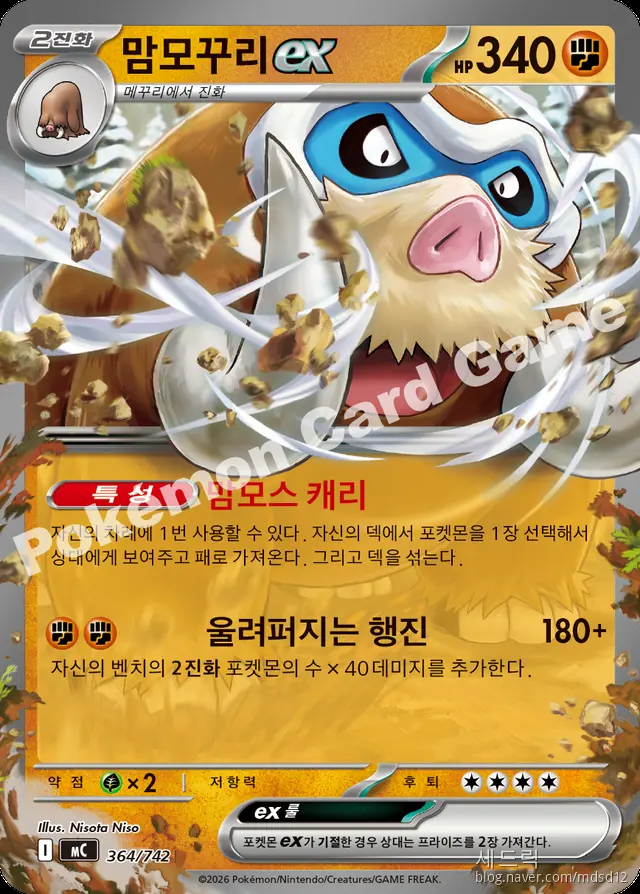 2진화 맘모꾸리 ex HP 340
메꾸리에서 진화
Pokémon Card Game
특성 맘모스 캐리
자신의 차례에 1번 사용할 수 있다. 자신의 덱에서 포켓몬을 1장 선택해서
상대에게 보여주고 패로 가져온다. 그리고 덱을 섞는다.
울려퍼지는 행진 180+
자신의 벤치의 2진화 포켓몬의 수 × 40데미지를 추가한다.
약점 ×2 저항력 후퇴
ex 룰
포켓몬 ex가 기절한 경우 상대는 프라이즈를 2장 가져간다.
Illus. Nisota Niso
I MC 364/742
©2026 Pokémon/Nintendo/Creatures/GAME FREAK.
세드릭
blog.naver.com/mdsd12